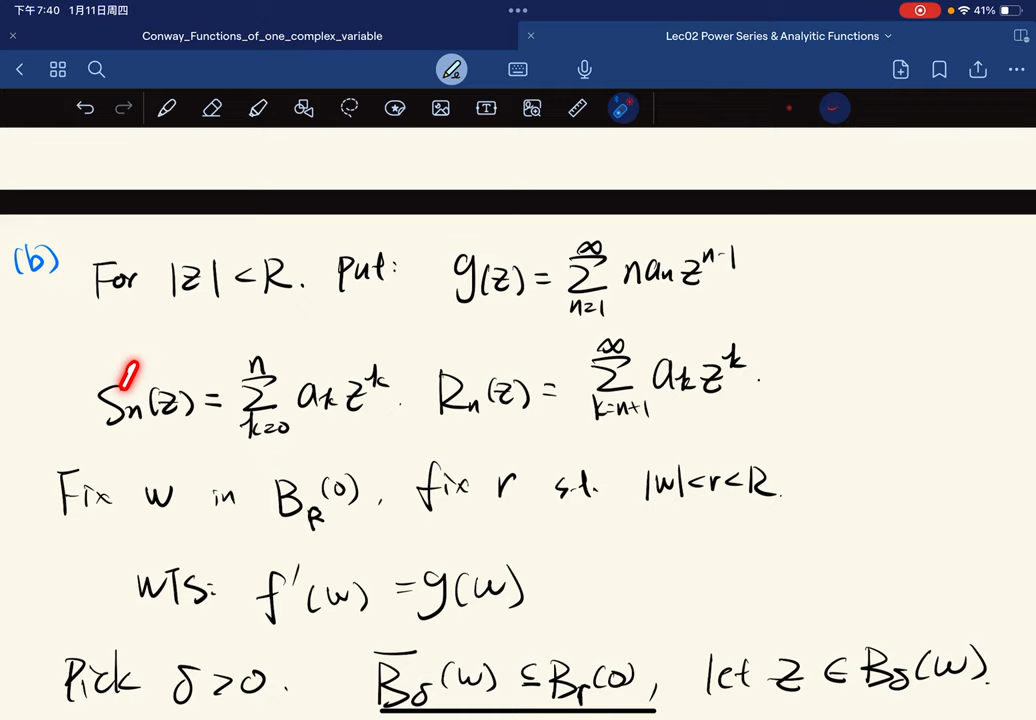 下午7:40 1月11日周四
41%
Conway_Functions_of_one_complex_variable
Lec02 Power Series & Analyitic Functions
(b) For |z| < R. Put: g(z) = ∑_{n=1}^{∞} n a_n z^{n-1}
S_n(z) = ∑_{k=0}^{n} a_k z^k. R_n(z) = ∑_{k=n+1}^{∞} a_k z^k.
Fix w in B_R(0), fix r s.t. |w|<r<R.
WTS: f'(w) = g(w)
Pick δ>0. \overline{B_δ}(w) ⊆ B_r(0), let z ∈ B_δ(w).